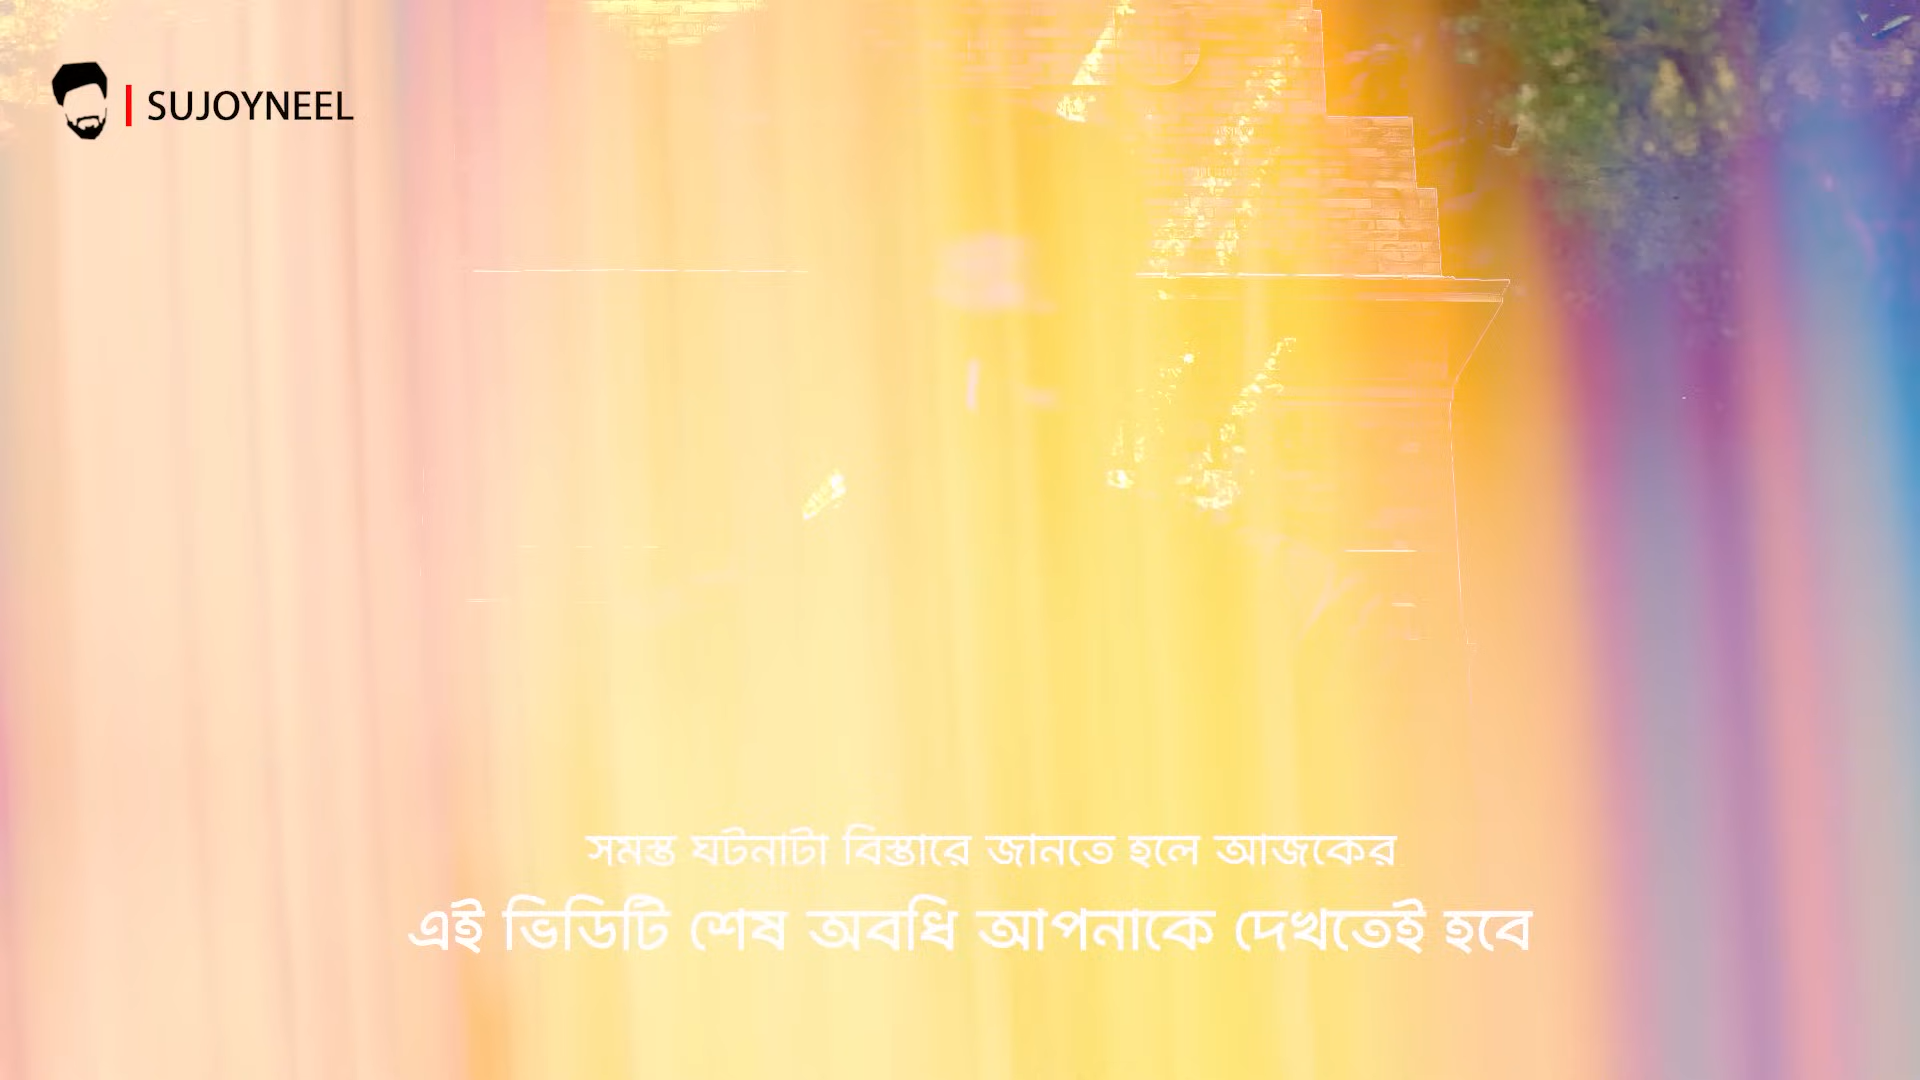 SUJOYNEEL
সমস্ত ঘটনাটা বিস্তারে জানতে হলে আজকের
এই ভিডিটি শেষ অবধি আপনাকে দেখতেই হবে